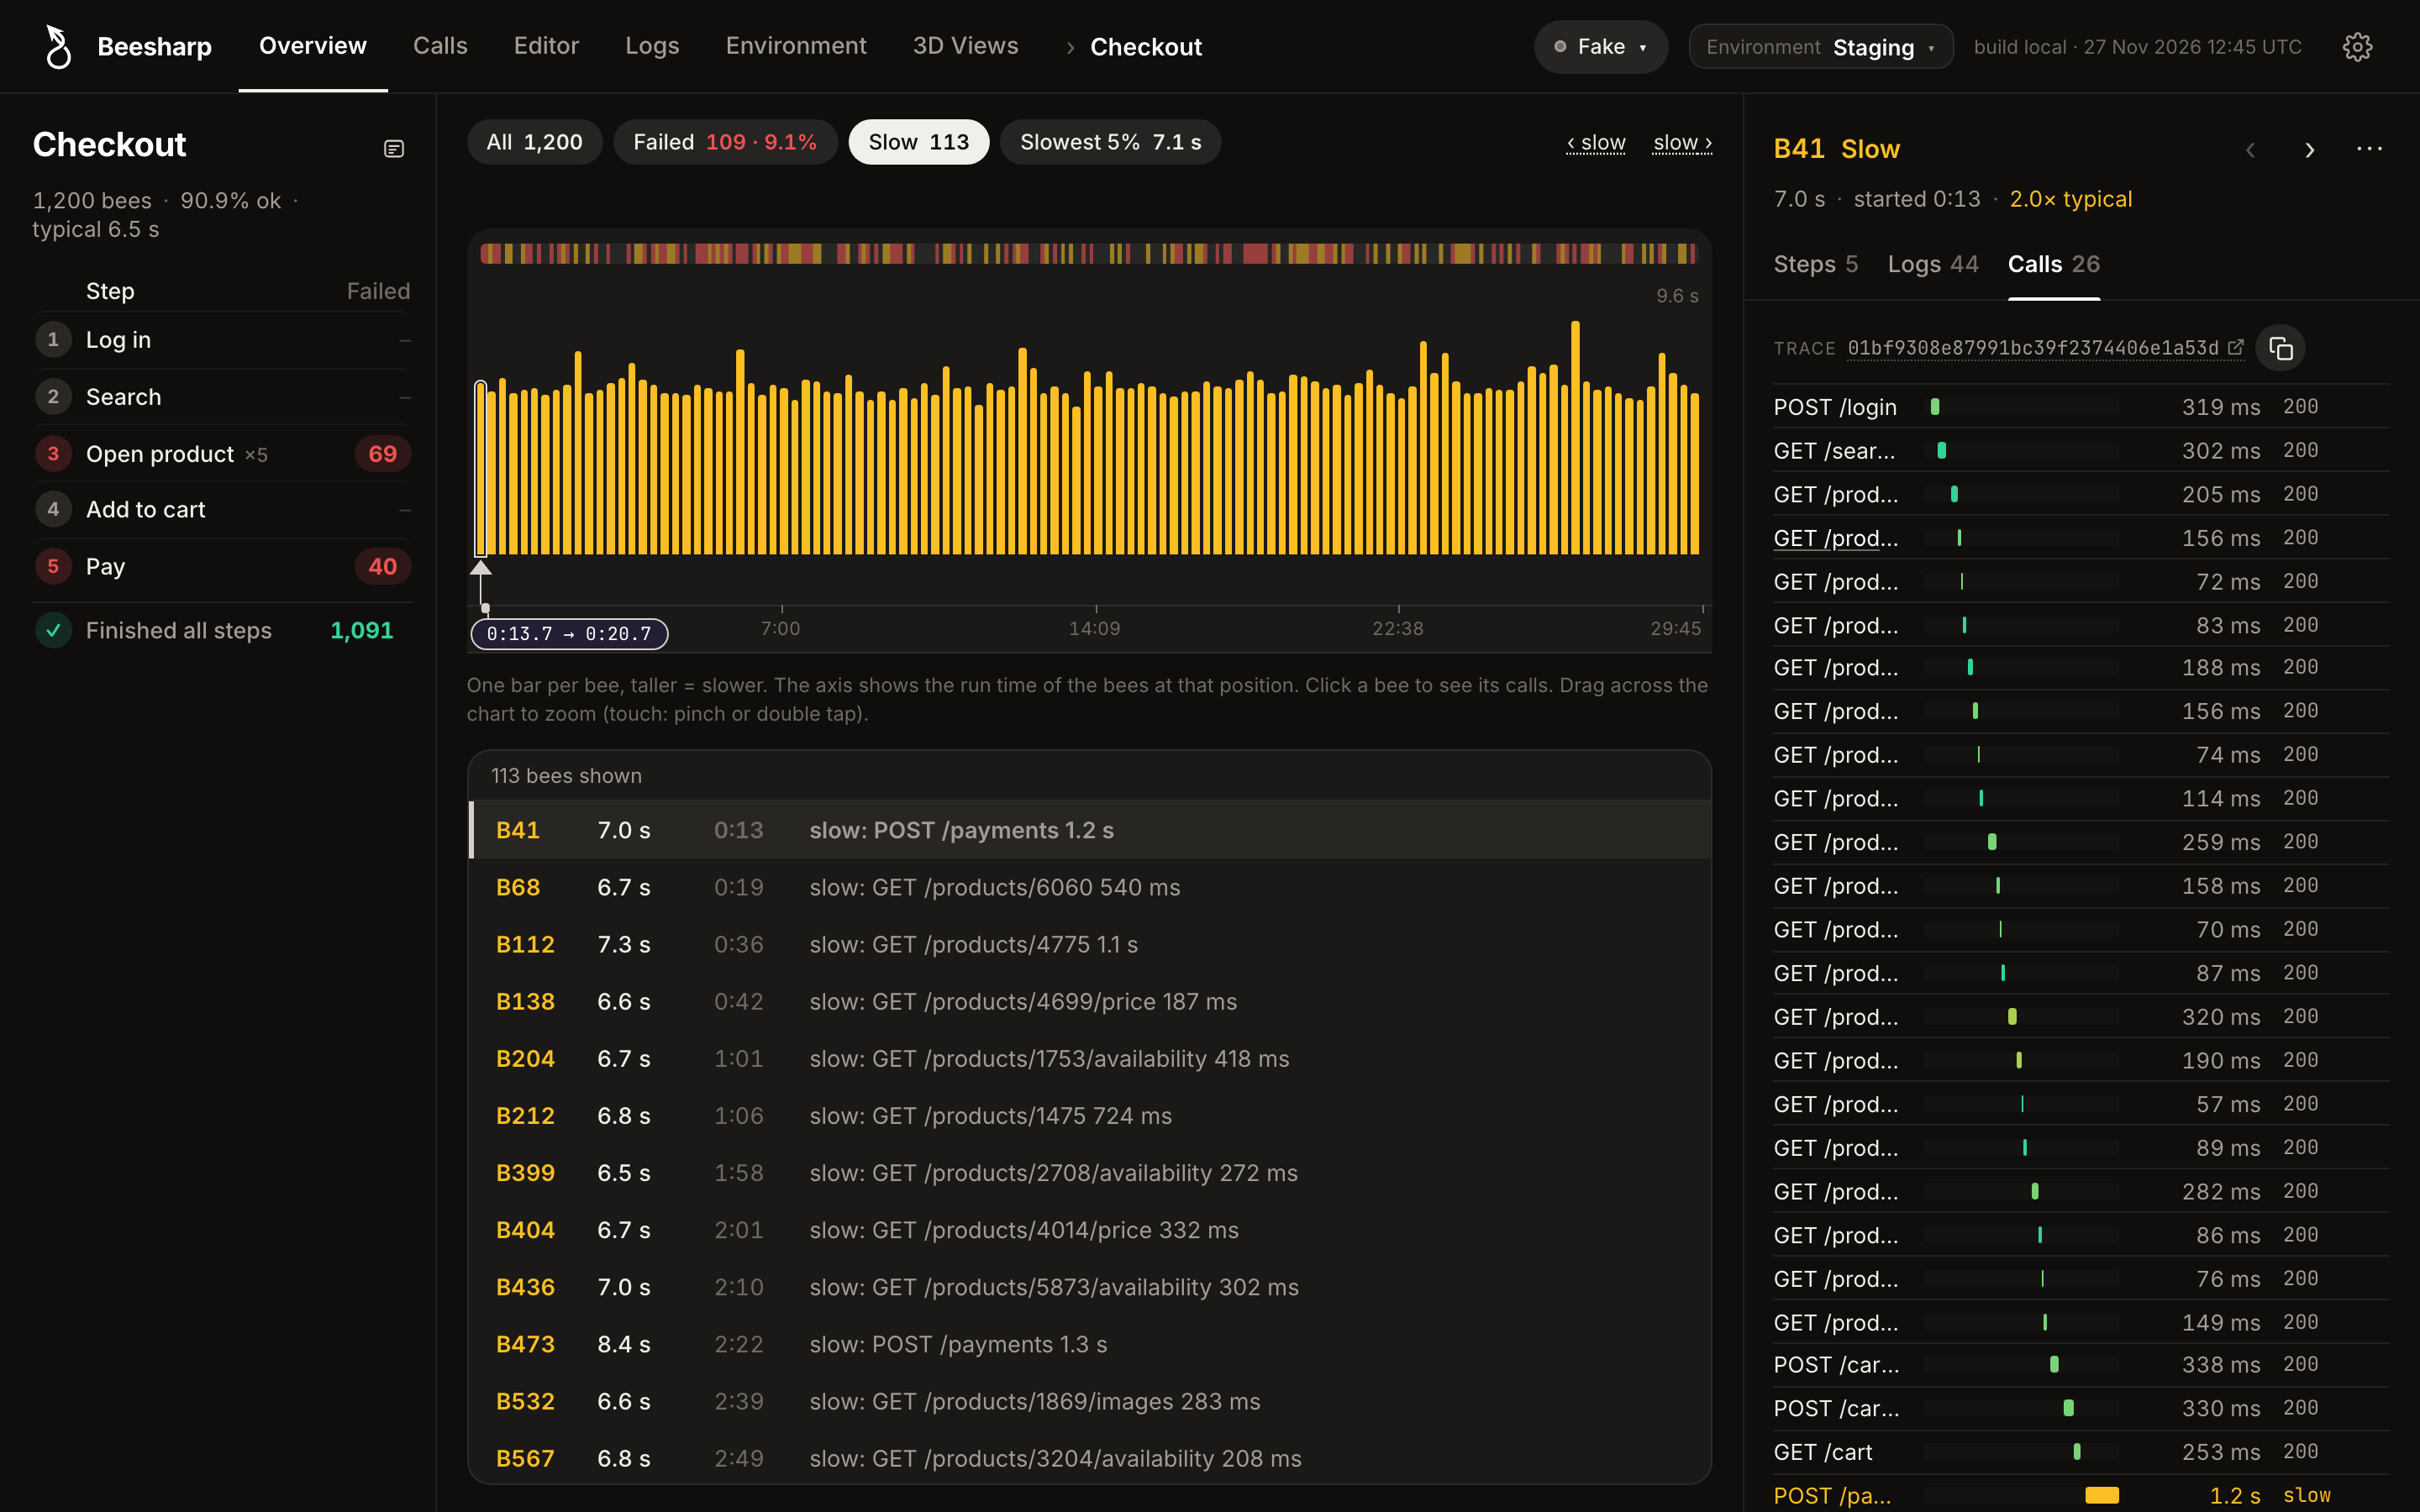 Beesharp Overview Calls Editor Logs Environment 3D Views › Checkout Fake ▾ Environment Staging ▾ build local · 27 Nov 2026 12:45 UTC
Checkout
1,200 bees · 90.9% ok ·
typical 6.5 s
Step Failed
1 Log in –
2 Search –
3 Open product ×5 69
4 Add to cart –
5 Pay 40
Finished all steps 1,091
All 1,200 Failed 109 · 9.1% Slow 113 Slowest 5% 7.1 s ‹ slow slow ›
9.6 s
0:13.7 → 0:20.7 7:00 14:09 22:38 29:45
One bar per bee, taller = slower. The axis shows the run time of the bees at that position. Click a bee to see its calls. Drag across the
chart to zoom (touch: pinch or double tap).
113 bees shown
B41 7.0 s 0:13 slow: POST /payments 1.2 s
B68 6.7 s 0:19 slow: GET /products/6060 540 ms
B112 7.3 s 0:36 slow: GET /products/4775 1.1 s
B138 6.6 s 0:42 slow: GET /products/4699/price 187 ms
B204 6.7 s 1:01 slow: GET /products/1753/availability 418 ms
B212 6.8 s 1:06 slow: GET /products/1475 724 ms
B399 6.5 s 1:58 slow: GET /products/2708/availability 272 ms
B404 6.7 s 2:01 slow: GET /products/4014/price 332 ms
B436 7.0 s 2:10 slow: GET /products/5873/availability 302 ms
B473 8.4 s 2:22 slow: POST /payments 1.3 s
B532 6.6 s 2:39 slow: GET /products/1869/images 283 ms
B567 6.8 s 2:49 slow: GET /products/3204/availability 208 ms
B41 Slow ‹ › ···
7.0 s · started 0:13 · 2.0× typical
Steps 5 Logs 44 Calls 26
TRACE 01bf9308e87991bc39f2374406e1a53d
POST /login 319 ms 200
GET /sear... 302 ms 200
GET /prod... 205 ms 200
GET /prod... 156 ms 200
GET /prod... 72 ms 200
GET /prod... 83 ms 200
GET /prod... 188 ms 200
GET /prod... 156 ms 200
GET /prod... 74 ms 200
GET /prod... 114 ms 200
GET /prod... 259 ms 200
GET /prod... 158 ms 200
GET /prod... 70 ms 200
GET /prod... 87 ms 200
GET /prod... 320 ms 200
GET /prod... 190 ms 200
GET /prod... 57 ms 200
GET /prod... 89 ms 200
GET /prod... 282 ms 200
GET /prod... 86 ms 200
GET /prod... 76 ms 200
GET /prod... 149 ms 200
POST /car... 338 ms 200
POST /car... 330 ms 200
GET /cart 253 ms 200
POST /pa... 1.2 s slow